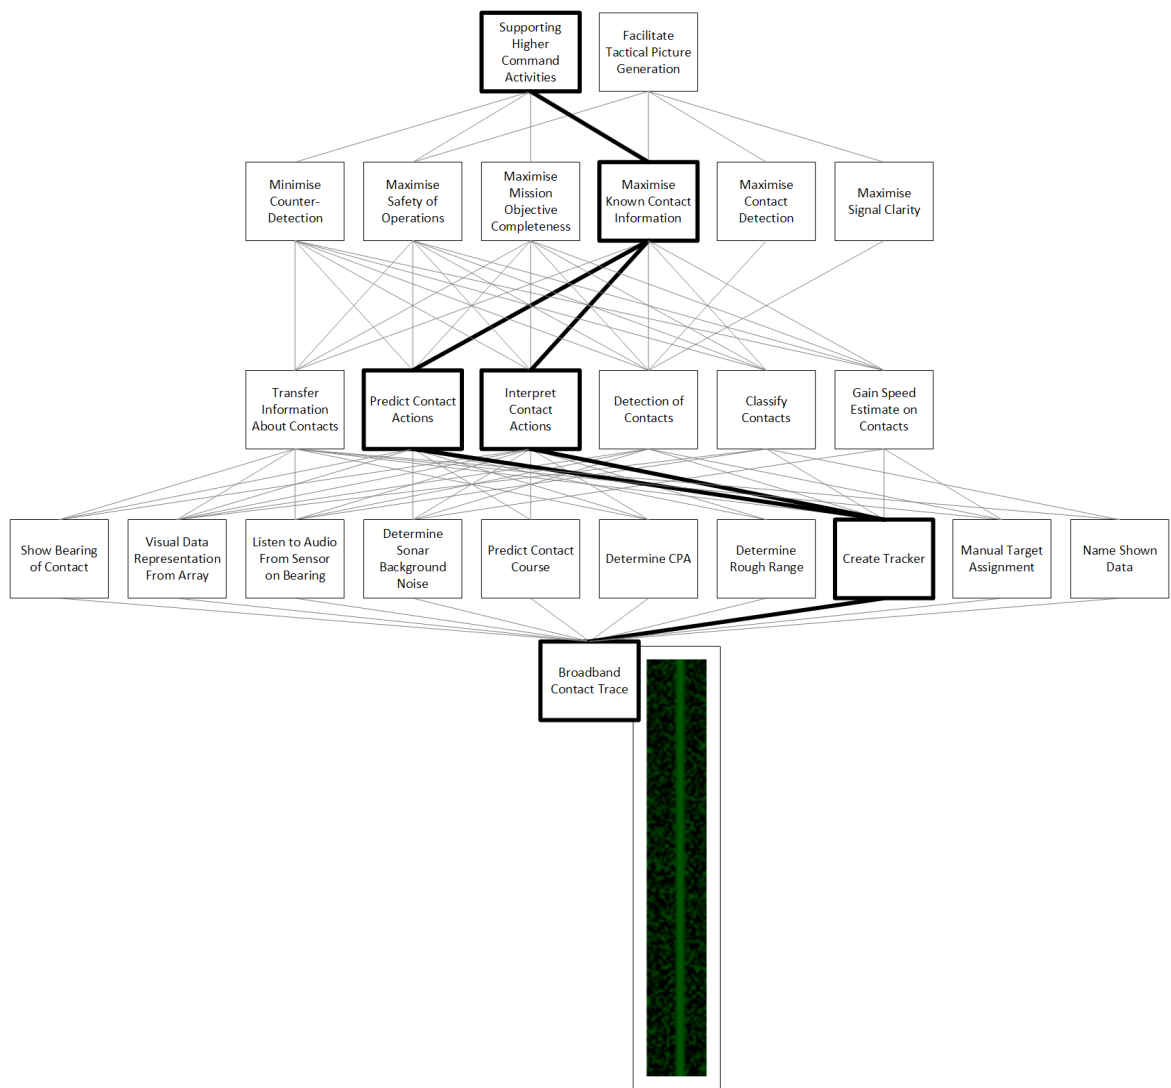 Supporting
Higher
Command
Activities
Facilitate
Tactical Picture
Generation
Minimise
Counter-
Detection
Maximise
Safety of
Operations
Maximise
Mission
Objective
Completeness
Maximise
Known Contact
Information
Maximise
Contact
Detection
Maximise
Signal Clarity
Transfer
Information
About Contacts
Predict Contact
Actions
Interpret
Contact
Actions
Detection of
Contacts
Classify
Contacts
Gain Speed
Estimate on
Contacts
Show Bearing
of Contact
Visual Data
Representation
From Array
Listen to Audio
From Sensor
on Bearing
Determine
Sonar
Background
Noise
Predict Contact
Course
Determine CPA
Determine
Rough Range
Create Tracker
Manual Target
Assignment
Name Shown
Data
Broadband
Contact Trace